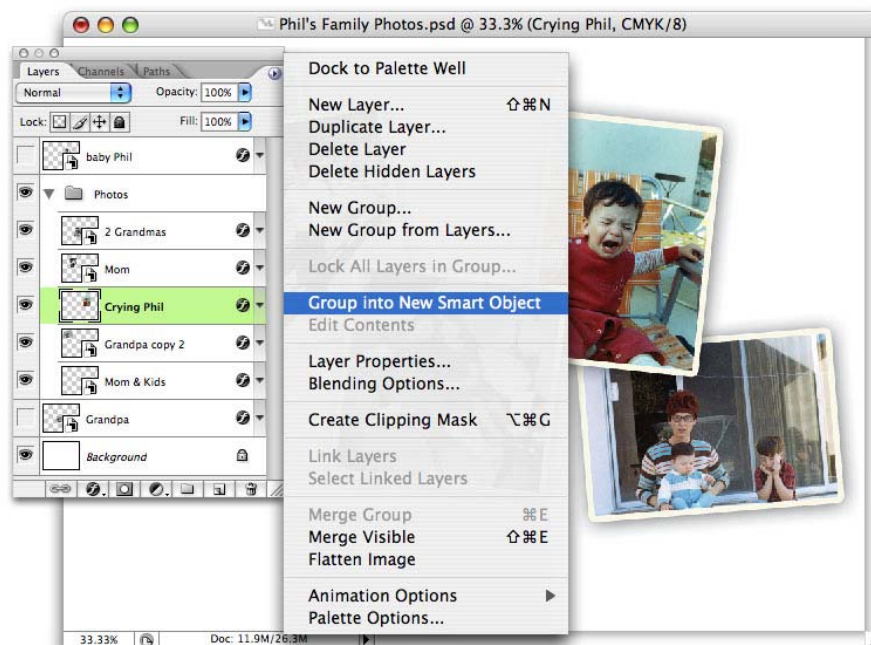 Phil's Family Photos.psd @ 33.3% (Crying Phil, CMYK/8)
Layers Channels Paths
Normal Opacity: 100%
Lock: Fill: 100%
baby Phil
Photos
2 Grandmas
Mom
Crying Phil
Grandpa copy 2
Mom & Kids
Grandpa
Background
Dock to Palette Well
New Layer... ⇧⌘N
Duplicate Layer...
Delete Layer
Delete Hidden Layers
New Group...
New Group from Layers...
Lock All Layers in Group...
Group into New Smart Object
Edit Contents
Layer Properties...
Blending Options...
Create Clipping Mask ⌥⌘G
Link Layers
Select Linked Layers
Merge Group ⌘E
Merge Visible ⇧⌘E
Flatten Image
Animation Options
Palette Options...
33.33% Doc: 11.9M/26.3M